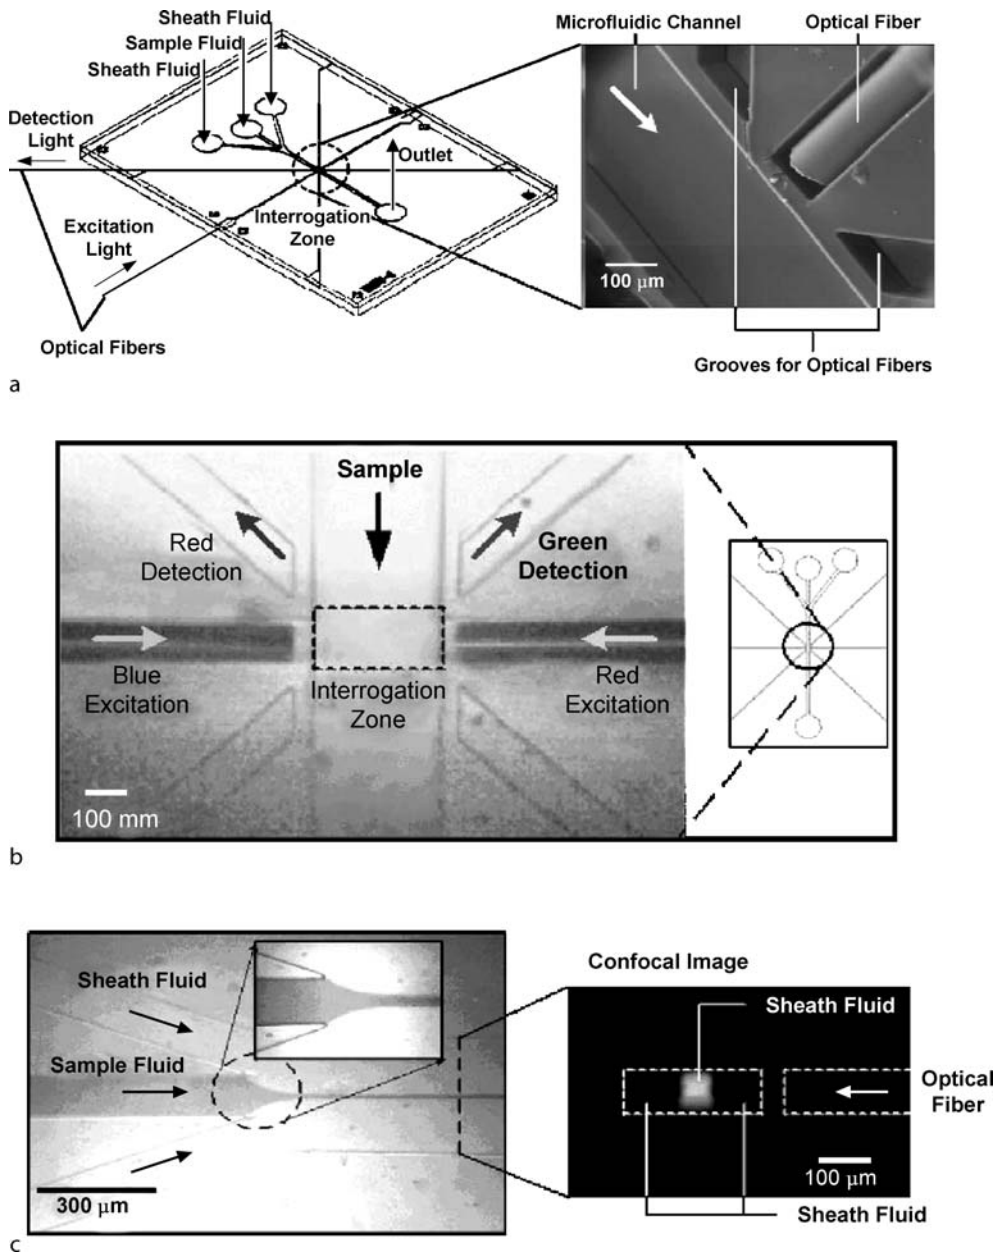 Sheath Fluid
Sample Fluid
Sheath Fluid
Detection
Light
Excitation
Light
Optical Fibers
Interrogation
Zone
Outlet
Microfluidic Channel
Optical Fiber
100 μm
Grooves for Optical Fibers
a
Sample
Red
Detection
Green
Detection
Blue
Excitation
Interrogation
Zone
Red
Excitation
100 mm
b
Sheath Fluid
Sample Fluid
300 μm
Confocal Image
Sheath Fluid
Optical
Fiber
100 μm
Sheath Fluid
c